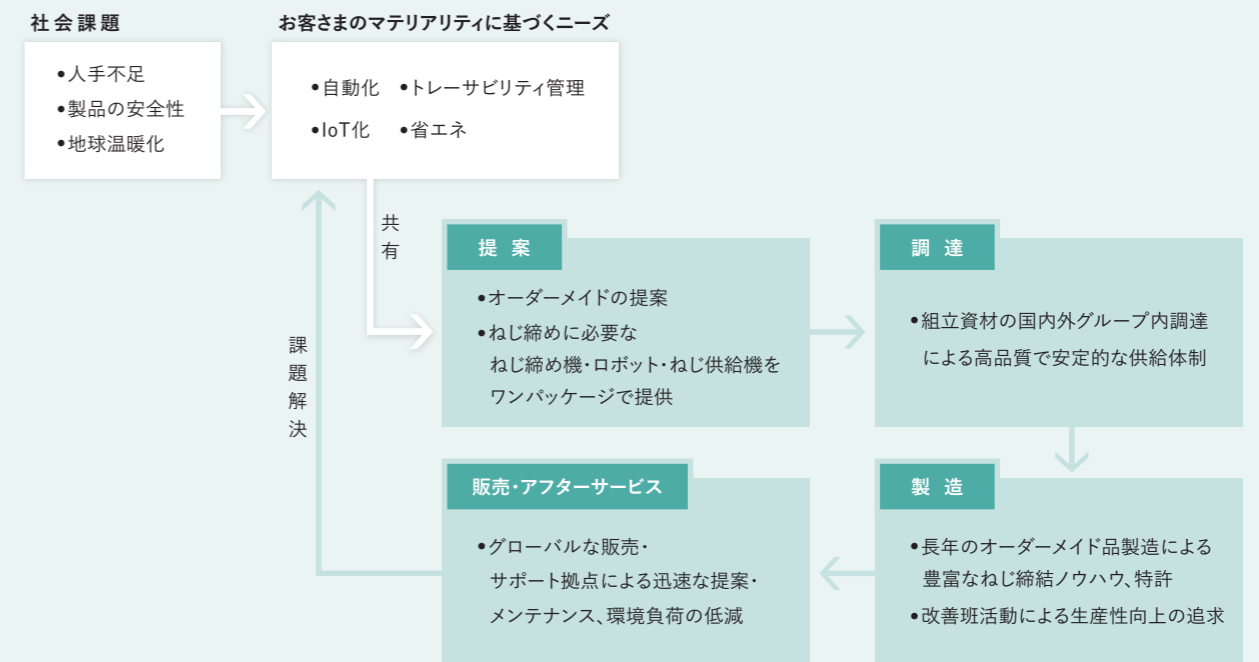 社会課題
•人手不足
•製品の安全性
•地球温暖化
お客さまのマテリアリティに基づくニーズ
•自動化 •トレーサビリティ管理
•IoT化 •省エネ
共有
提案
•オーダーメイドの提案
•ねじ締めに必要な
ねじ締め機・ロボット・ねじ供給機を
ワンパッケージで提供
調達
•組立資材の国内外グループ内調達
による高品質で安定的な供給体制
製造
•長年のオーダーメイド品製造による
豊富なねじ締結ノウハウ、特許
•改善班活動による生産性向上の追求
販売・アフターサービス
•グローバルな販売・
サポート拠点による迅速な提案・
メンテナンス、環境負荷の低減
課題解決